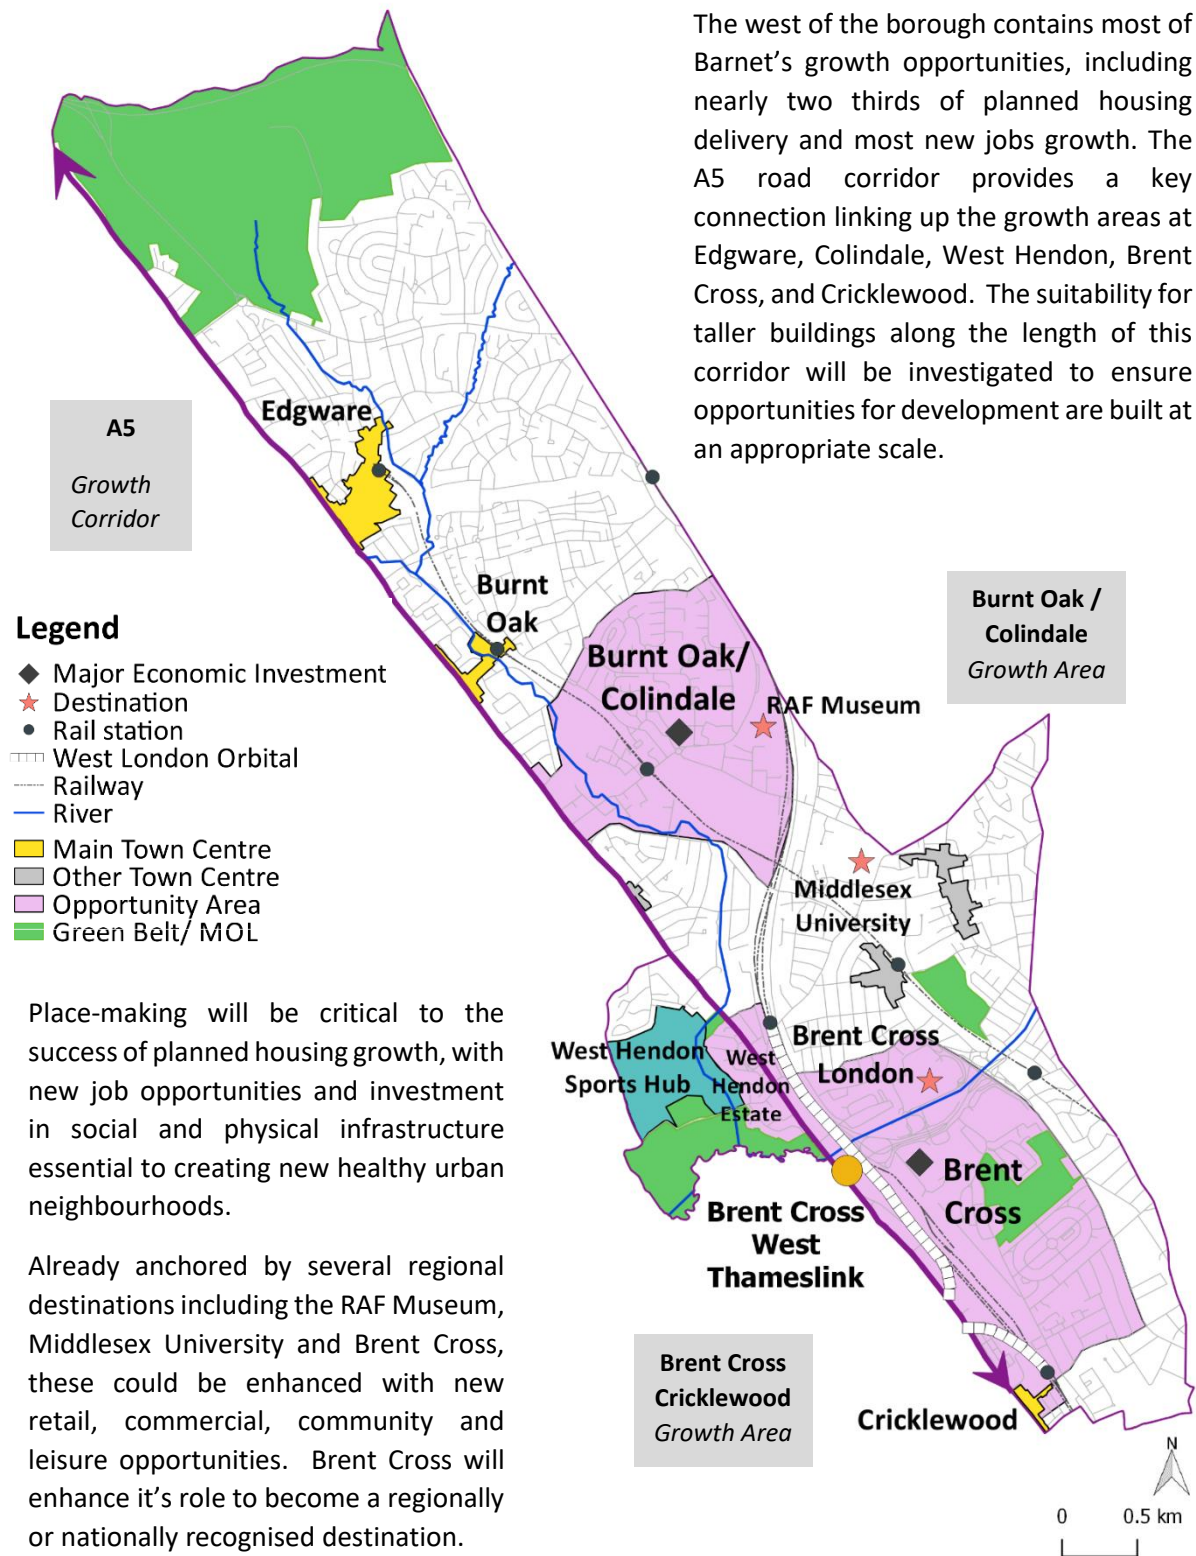 The west of the borough contains most of
Barnet’s growth opportunities, including
nearly two thirds of planned housing
delivery and most new jobs growth. The
A5 road corridor provides a key
connection linking up the growth areas at
Edgware, Colindale, West Hendon, Brent
Cross, and Cricklewood. The suitability for
taller buildings along the length of this
corridor will be investigated to ensure
opportunities for development are built at
an appropriate scale.
A5
Growth
Corridor
Edgware
Burnt
Oak
Burnt Oak/
Colindale
RAF Museum
Burnt Oak /
Colindale
Growth Area
Legend
Major Economic Investment
Destination
Rail station
West London Orbital
Railway
River
Main Town Centre
Other Town Centre
Opportunity Area
Green Belt/ MOL
Middlesex
University
West Hendon
Sports Hub
West
Hendon
Estate
Brent Cross
London
Brent
Cross
Brent Cross
West
Thameslink
Place-making will be critical to the
success of planned housing growth, with
new job opportunities and investment
in social and physical infrastructure
essential to creating new healthy urban
neighbourhoods.
Already anchored by several regional
destinations including the RAF Museum,
Middlesex University and Brent Cross,
these could be enhanced with new
retail, commercial, community and
leisure opportunities. Brent Cross will
enhance it’s role to become a regionally
or nationally recognised destination.
Brent Cross
Cricklewood
Growth Area
Cricklewood
N
0 0.5 km